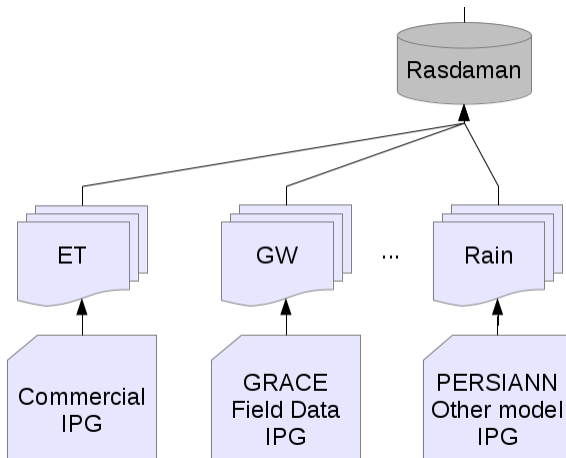 Rasdaman
ET
GW
...
Rain
Commercial
IPG
GRACE
Field Data
IPG
PERSIANN
Other model
IPG